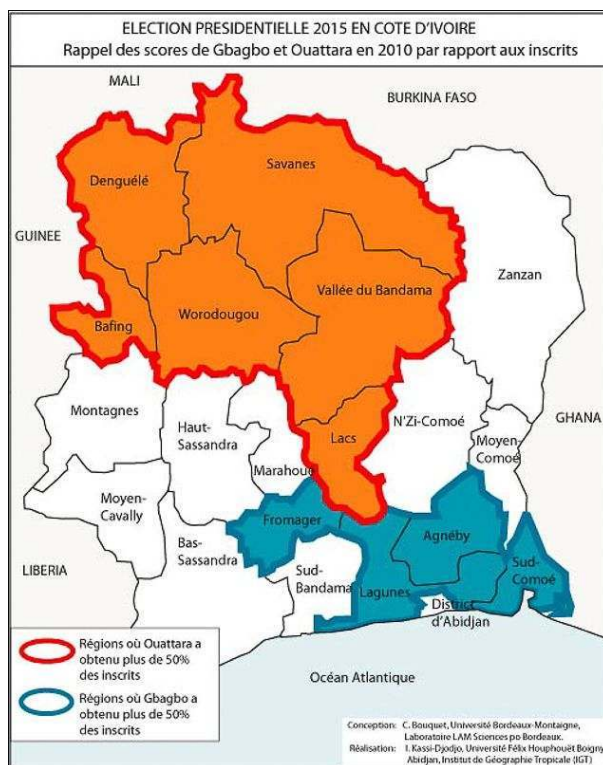 ELECTION PRESIDENTIELLE 2015 EN COTE D'IVOIRE
Rappel des scores de Gbagbo et Ouattara en 2010 par rapport aux inscrits
MALI
BURKINA FASO
Savanes
Denguélé
GUINEE
Zanzan
Vallée du Bandama
Worodougou
Bafing
Montagnes
GHANA
N'Zi-Comoé
Haut-
Sassandra
Lacs
Moyen-
Comoé
Marahoué
Moyen-
Cavally
Fromager
Agnéby
Bas-
Sassandra
Sud-
Comoé
LIBERIA
Sud-
Bandama
Lagunes
District
d'Abidjan
Régions où Ouattara a
obtenu plus de 50%
des inscrits
Océan Atlantique
Régions où Gbagbo a
obtenu plus de 50%
des inscrits
Conception: C. Bouquet, Université Bordeaux-Montaigne,
Laboratoire LAM Sciences po Bordeaux.
Réalisation: I. Kassi-Djodjo, Université Félix Houphouët Boigny
Abidjan, Institut de Géographie Tropicale (IGT)